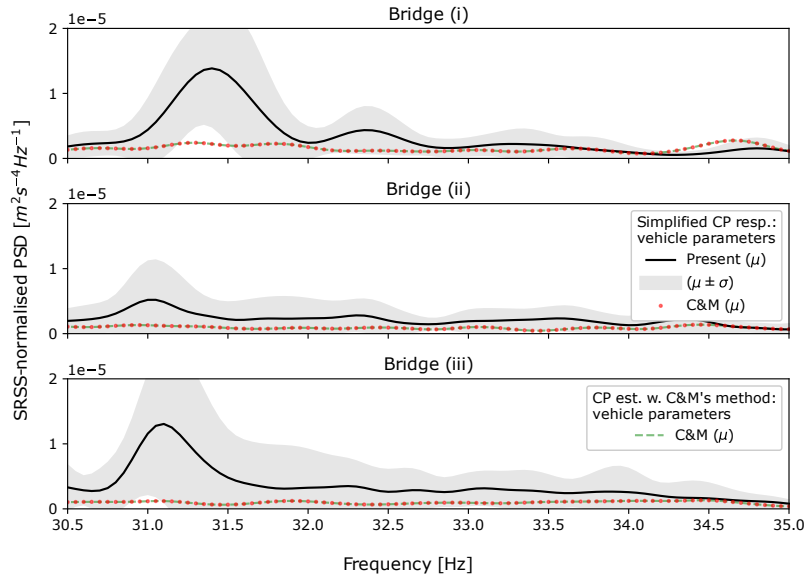 Bridge (i)
1e−5
2
1
0
Bridge (ii)
1e−5
2
1
0
Simplified CP resp.:
vehicle parameters
Present (μ)
(μ ± σ)
C&M (μ)
Bridge (iii)
1e−5
2
1
0
CP est. w. C&M's method:
vehicle parameters
C&M (μ)
30.5 31.0 31.5 32.0 32.5 33.0 33.5 34.0 34.5 35.0
Frequency [Hz]
SRSS-normalised PSD [m²s⁻⁴Hz⁻¹]